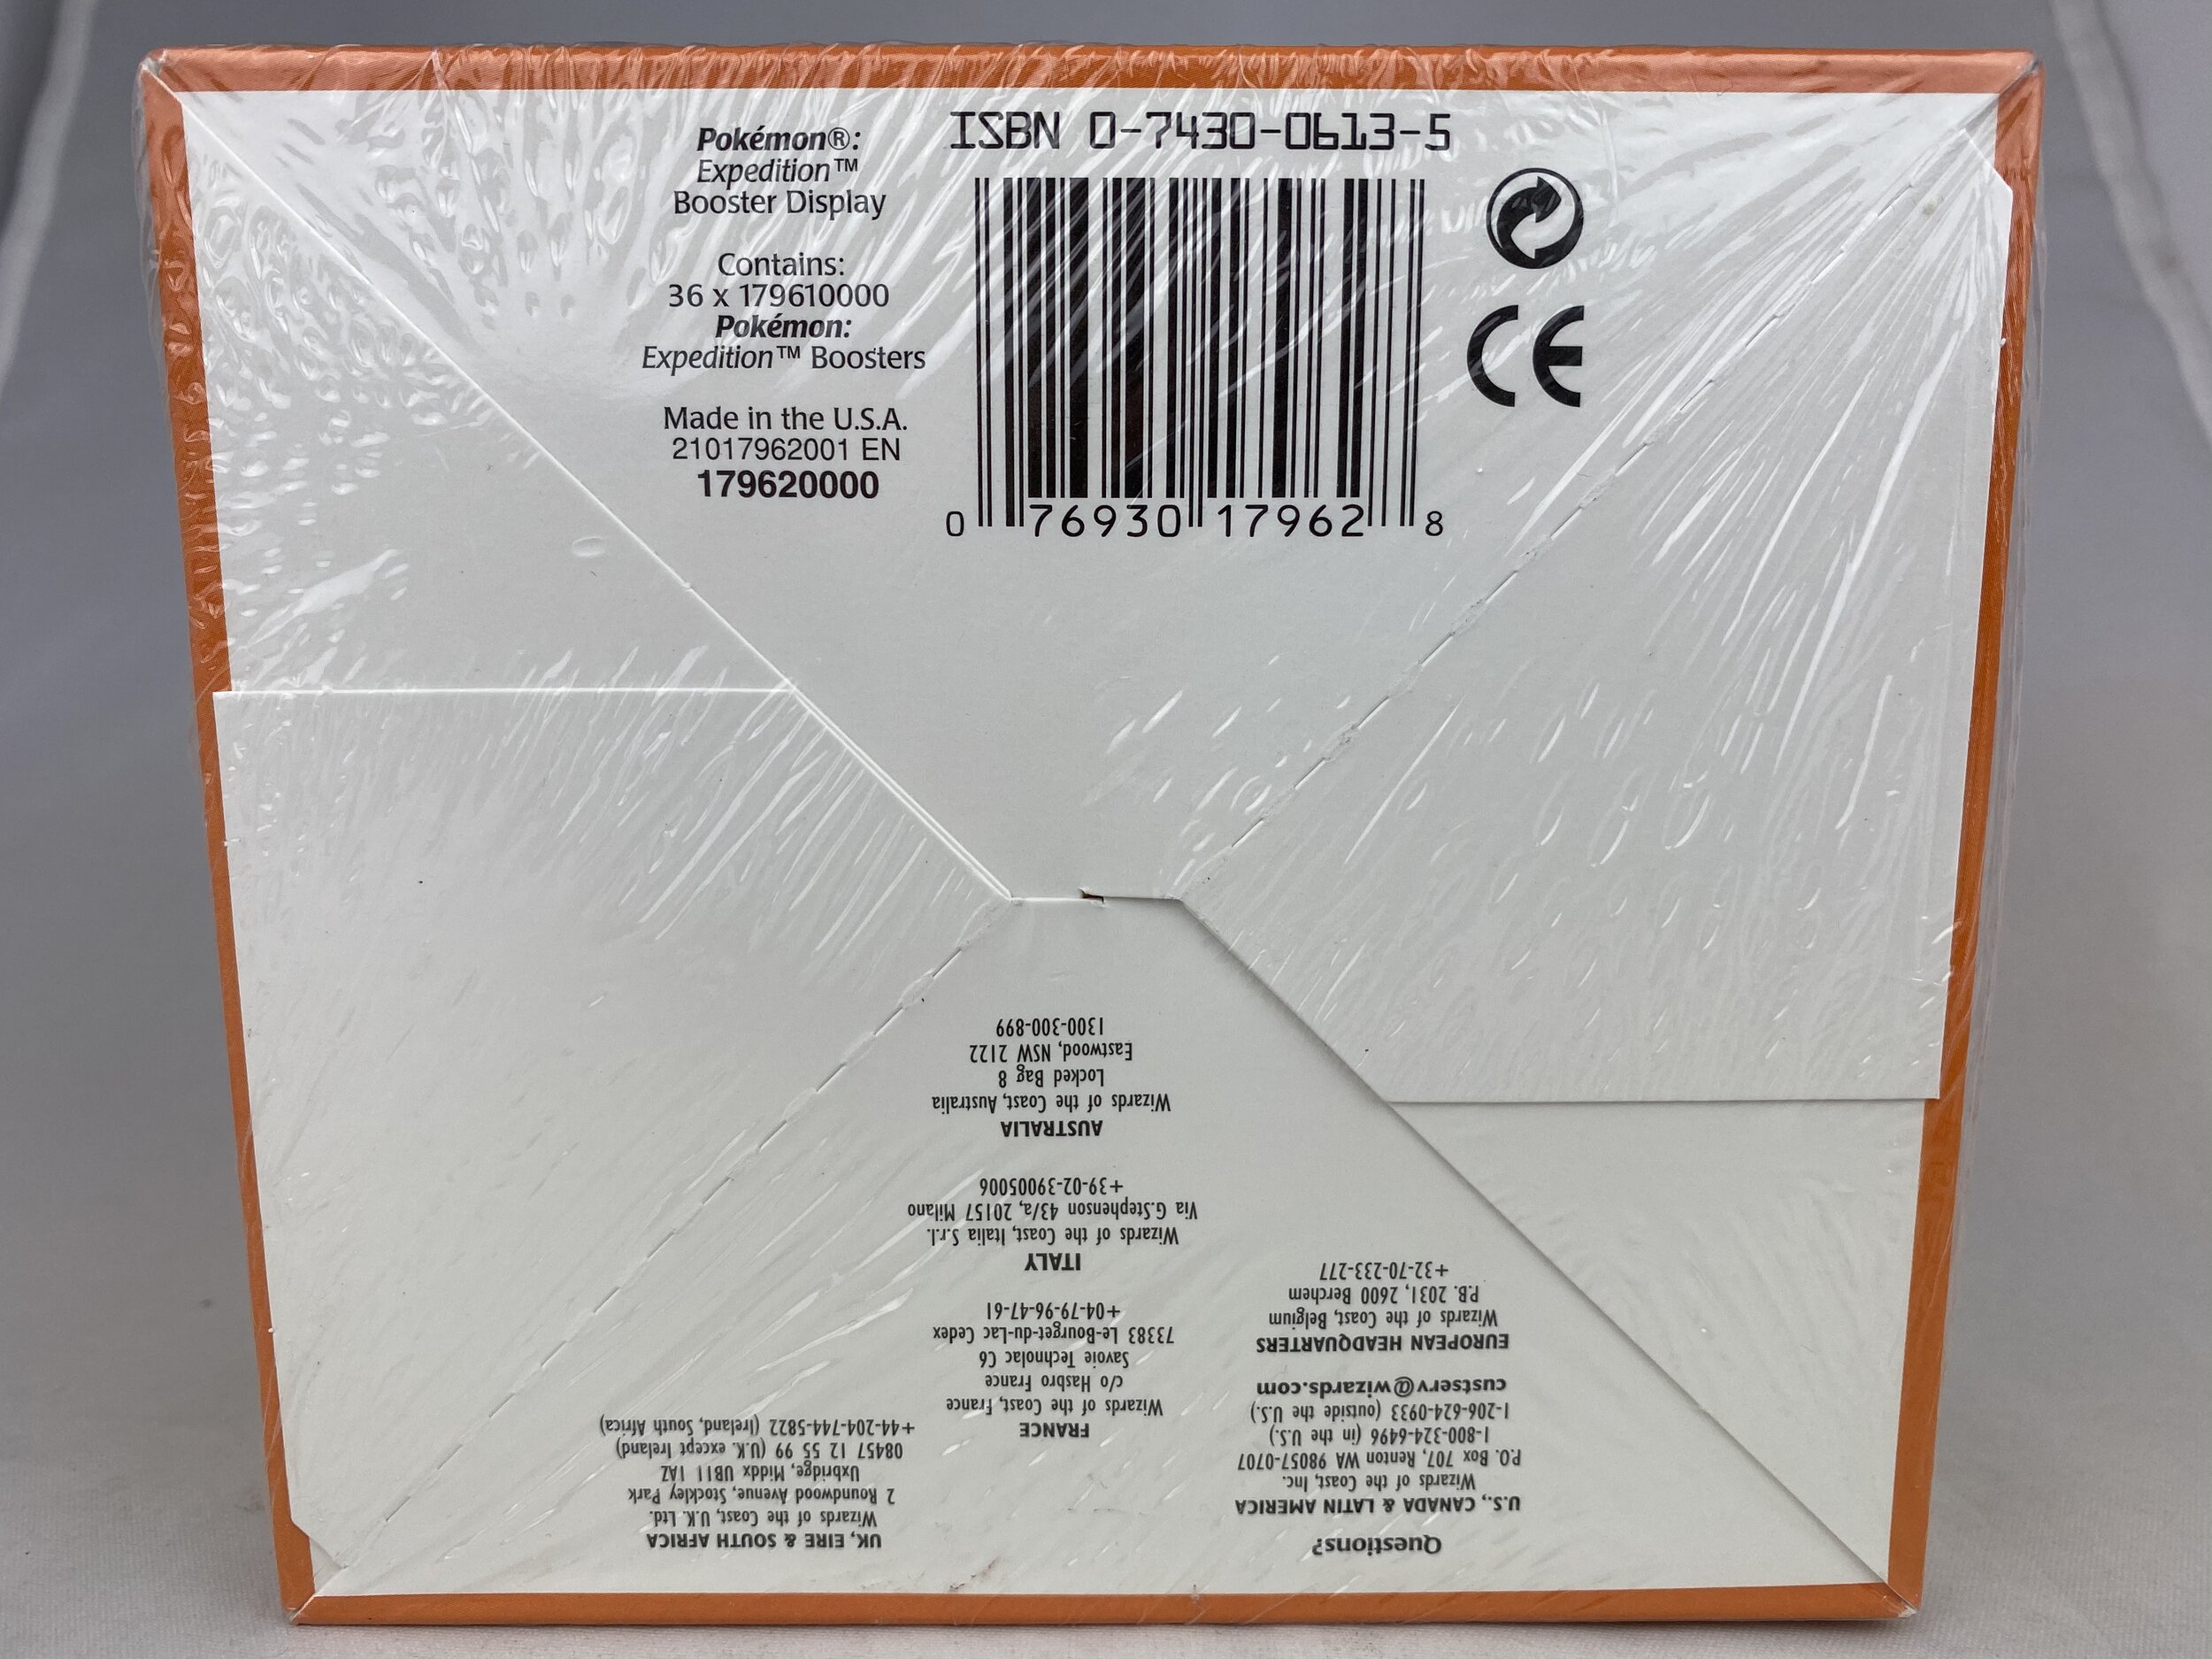 Pokémon®:
Expedition™
Booster Display
Contains:
36 x 179610000
Pokémon:
Expedition™ Boosters
Made in the U.S.A.
21017962001 EN
179620000
ISBN 0-7430-0613-5
0 76930 17962 8
CE
Questions?
U.S., CANADA & LATIN AMERICA
Wizards of the Coast, Inc.
P.O. Box 707, Renton WA 98057-0707
1-800-324-6496 (in the U.S.)
1-206-624-0933 (outside the U.S.)
custserv@wizards.com
EUROPEAN HEADQUARTERS
Wizards of the Coast, Belgium
P.B. 2031, 2600 Berchem
+32-70-233-277
FRANCE
Wizards of the Coast, France
c/o Hasbro France
Savoie Technolac C6
73383 Le-Bourget-du-Lac Cedex
+04-79-96-47-61
ITALY
Wizards of the Coast, Italia S.r.l.
Via G.Stephenson 43/a, 20157 Milano
+39-02-39005006
AUSTRALIA
Wizards of the Coast, Australia
Locked Bag 8
Eastwood, NSW 2122
1300-300-899
UK, EIRE & SOUTH AFRICA
Wizards of the Coast, U.K. Ltd.
2 Roundwood Avenue, Stockley Park
Uxbridge, Middx UB11 1AZ
08457 12 55 99 (U.K. except Ireland)
+44-204-744-5822 (Ireland, South Africa)